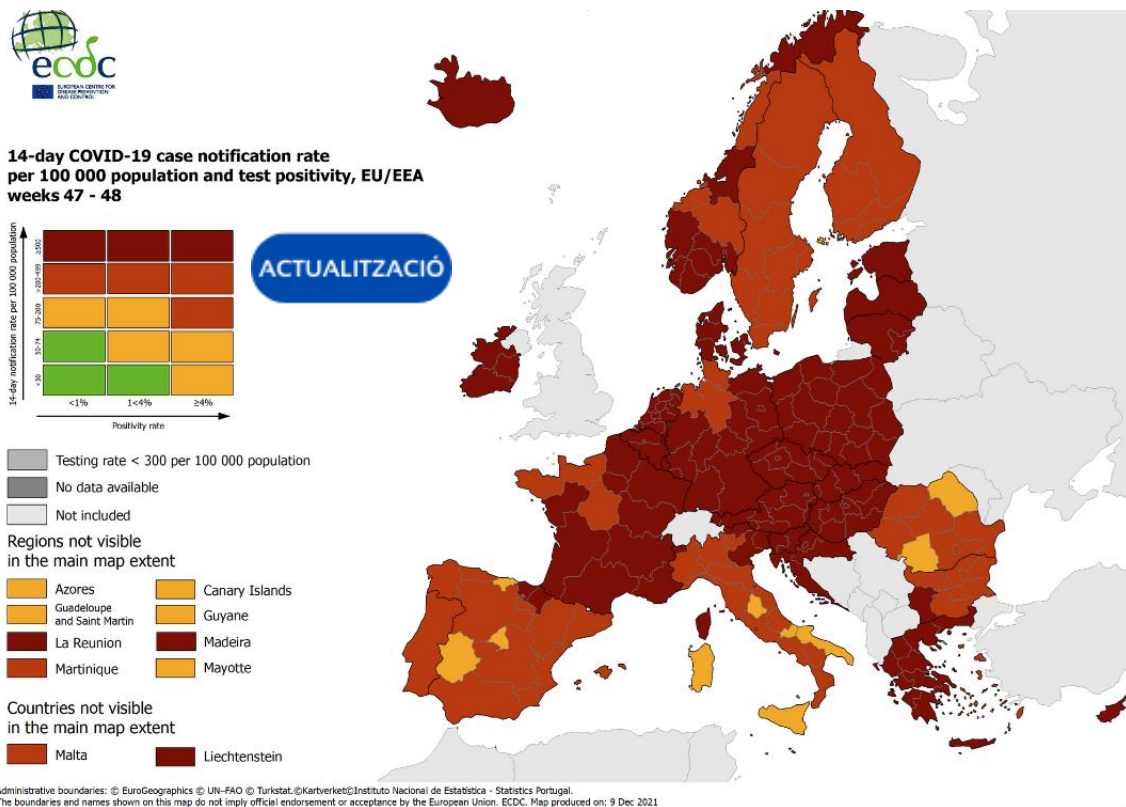 ecdc
EUROPEAN CENTRE FOR
DISEASE PREVENTION
AND CONTROL
14-day COVID-19 case notification rate
per 100 000 population and test positivity, EU/EEA
weeks 47 - 48
14-day notification rate per 100 000 population
≥500
>200-499
75-200
50-74
<50
<1%
1<4%
≥4%
Positivity rate
ACTUALITZACIÓ
Testing rate < 300 per 100 000 population
No data available
Not included
Regions not visible
in the main map extent
Azores
Canary Islands
Guadeloupe
and Saint Martin
Guyane
La Reunion
Madeira
Martinique
Mayotte
Countries not visible
in the main map extent
Malta
Liechtenstein
dministrative boundaries: © EuroGeographics © UN–FAO © Turkstat.©Kartverket©Instituto Nacional de Estatística - Statistics Portugal.
The boundaries and names shown on this map do not imply official endorsement or acceptance by the European Union. ECDC. Map produced on: 9 Dec 2021